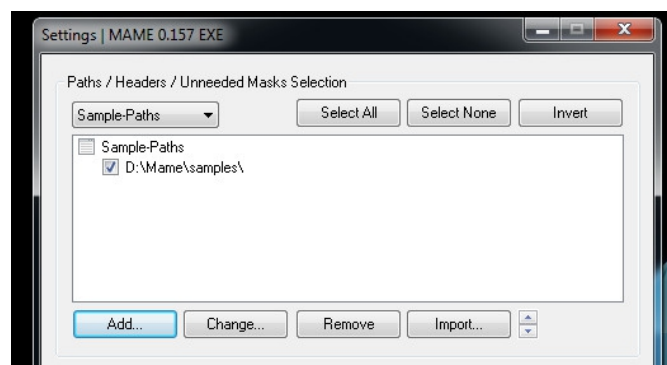 Settings | MAME 0.157 EXE
Paths / Headers / Unneeded Masks Selection
Sample-Paths Select All Select None Invert
Sample-Paths
D:\Mame\samples\
Add... Change... Remove Import...